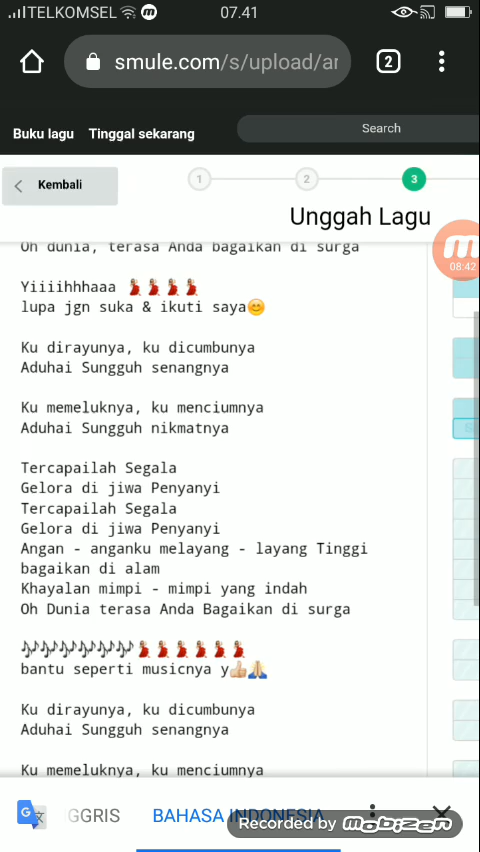 TELKOMSEL
07.41
smule.com/s/upload/ar
2
Buku lagu Tinggal sekarang
Search
Kembali
1 2 3
Unggah Lagu
08:42
Oh dunia, terasa Anda bagaikan di surga
Yiiiihhhaaa 💃💃💃💃
lupa jgn suka & ikuti saya😊
Ku dirayunya, ku dicumbunya
Aduhai Sungguh senangnya
Ku memeluknya, ku menciumnya
Aduhai Sungguh nikmatnya
Tercapailah Segala
Gelora di jiwa Penyanyi
Tercapailah Segala
Gelora di jiwa Penyanyi
Angan - anganku melayang - layang Tinggi
bagaikan di alam
Khayalan mimpi - mimpi yang indah
Oh Dunia terasa Anda Bagaikan di surga
🎶🎶🎶🎶🎶🎶💃💃💃💃💃💃
bantu seperti musicnya y👍🏼🙏🏼
Ku dirayunya, ku dicumbunya
Aduhai Sungguh senangnya
Ku memeluknya, ku menciumnya
GGRIS BAHASA INDONESIA
Recorded by Mobizen